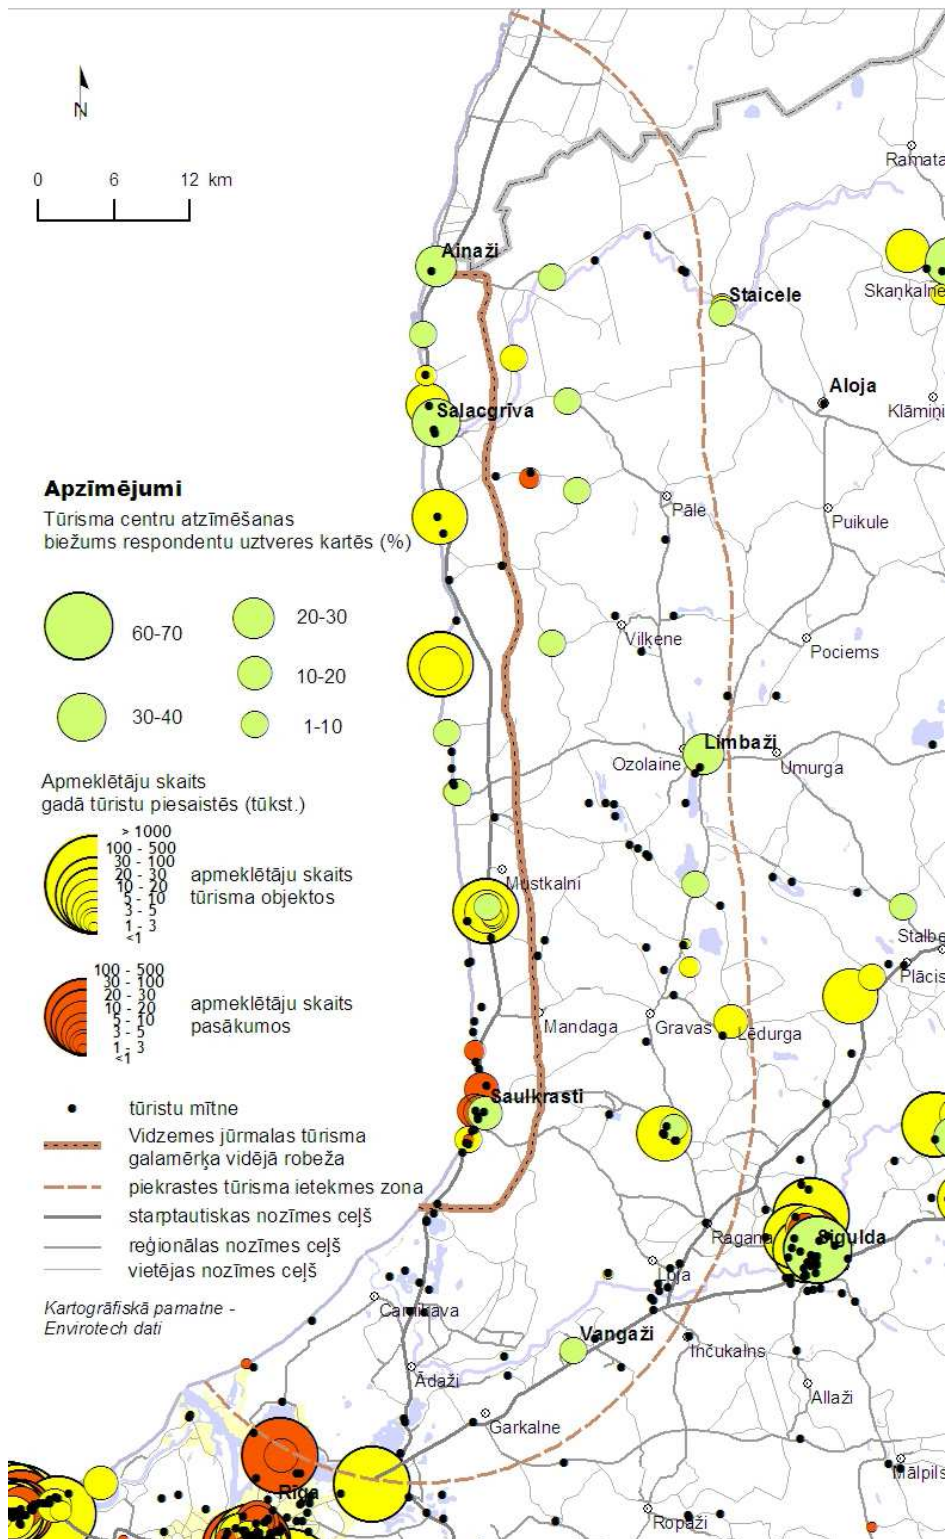 N
0 6 12 km
Ramata
Ainaži
Skaņkalne
Staicele
Aloja
Klāmiņi
Salacgrīva
Apzīmējumi
Tūrisma centru atzīmēšanas
biežums respondentu uztveres kartēs (%)
Pāle
Puikule
60-70
20-30
10-20
30-40
1-10
Viļķene
Pociems
Limbaži
Ozolaine
Umurga
Apmeklētāju skaits
gadā tūristu piesaistēs (tūkst.)
> 1000
100 - 500
30 - 100
20 - 30
10 - 20
5 - 10
3 - 5
1 - 3
<1
apmeklētāju skaits
tūrisma objektos
Mustkalni
Stalbe
Plācis
100 - 500
30 - 100
20 - 30
10 - 20
5 - 10
3 - 5
1 - 3
<1
apmeklētāju skaits
pasākumos
Mandaga
Gravas
Lēdurga
Saulkrasti
tūristu mītne
Vidzemes jūrmalas tūrisma
galamērķa vidējā robeža
piekrastes tūrisma ietekmes zona
starptautiskas nozīmes ceļš
reģionālas nozīmes ceļš
vietējas nozīmes ceļš
Ragana
Sigulda
Kartogrāfiskā pamatne -
Envirotech dati
Loja
Carnikava
Vangaži
Inčukalns
Ādaži
Allaži
Garkalne
Rīga
Mālpils
Ropaži